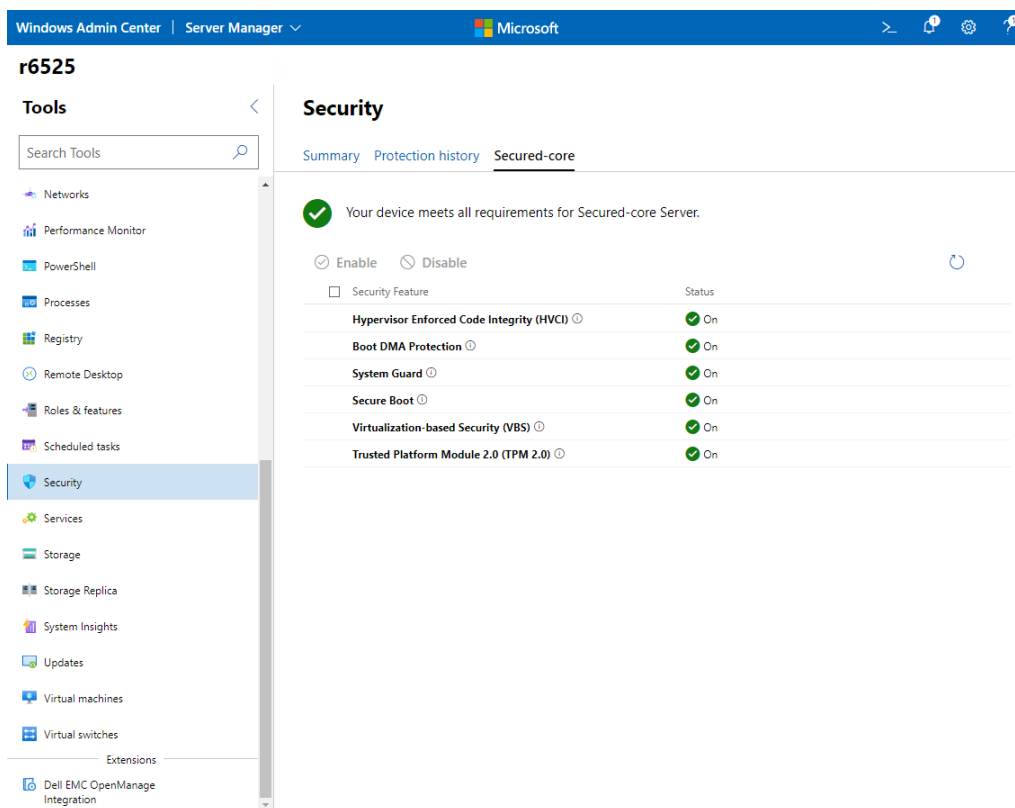 Windows Admin Center | Server Manager
Microsoft
1
r6525
Tools
Search Tools
Networks
Performance Monitor
PowerShell
Processes
Registry
Remote Desktop
Roles & features
Scheduled tasks
Security
Services
Storage
Storage Replica
System Insights
Updates
Virtual machines
Virtual switches
Extensions
Dell EMC OpenManage
Integration
Security
Summary Protection history Secured-core
Your device meets all requirements for Secured-core Server.
Enable Disable
Security Feature Status
Hypervisor Enforced Code Integrity (HVCI) On
Boot DMA Protection On
System Guard On
Secure Boot On
Virtualization-based Security (VBS) On
Trusted Platform Module 2.0 (TPM 2.0) On